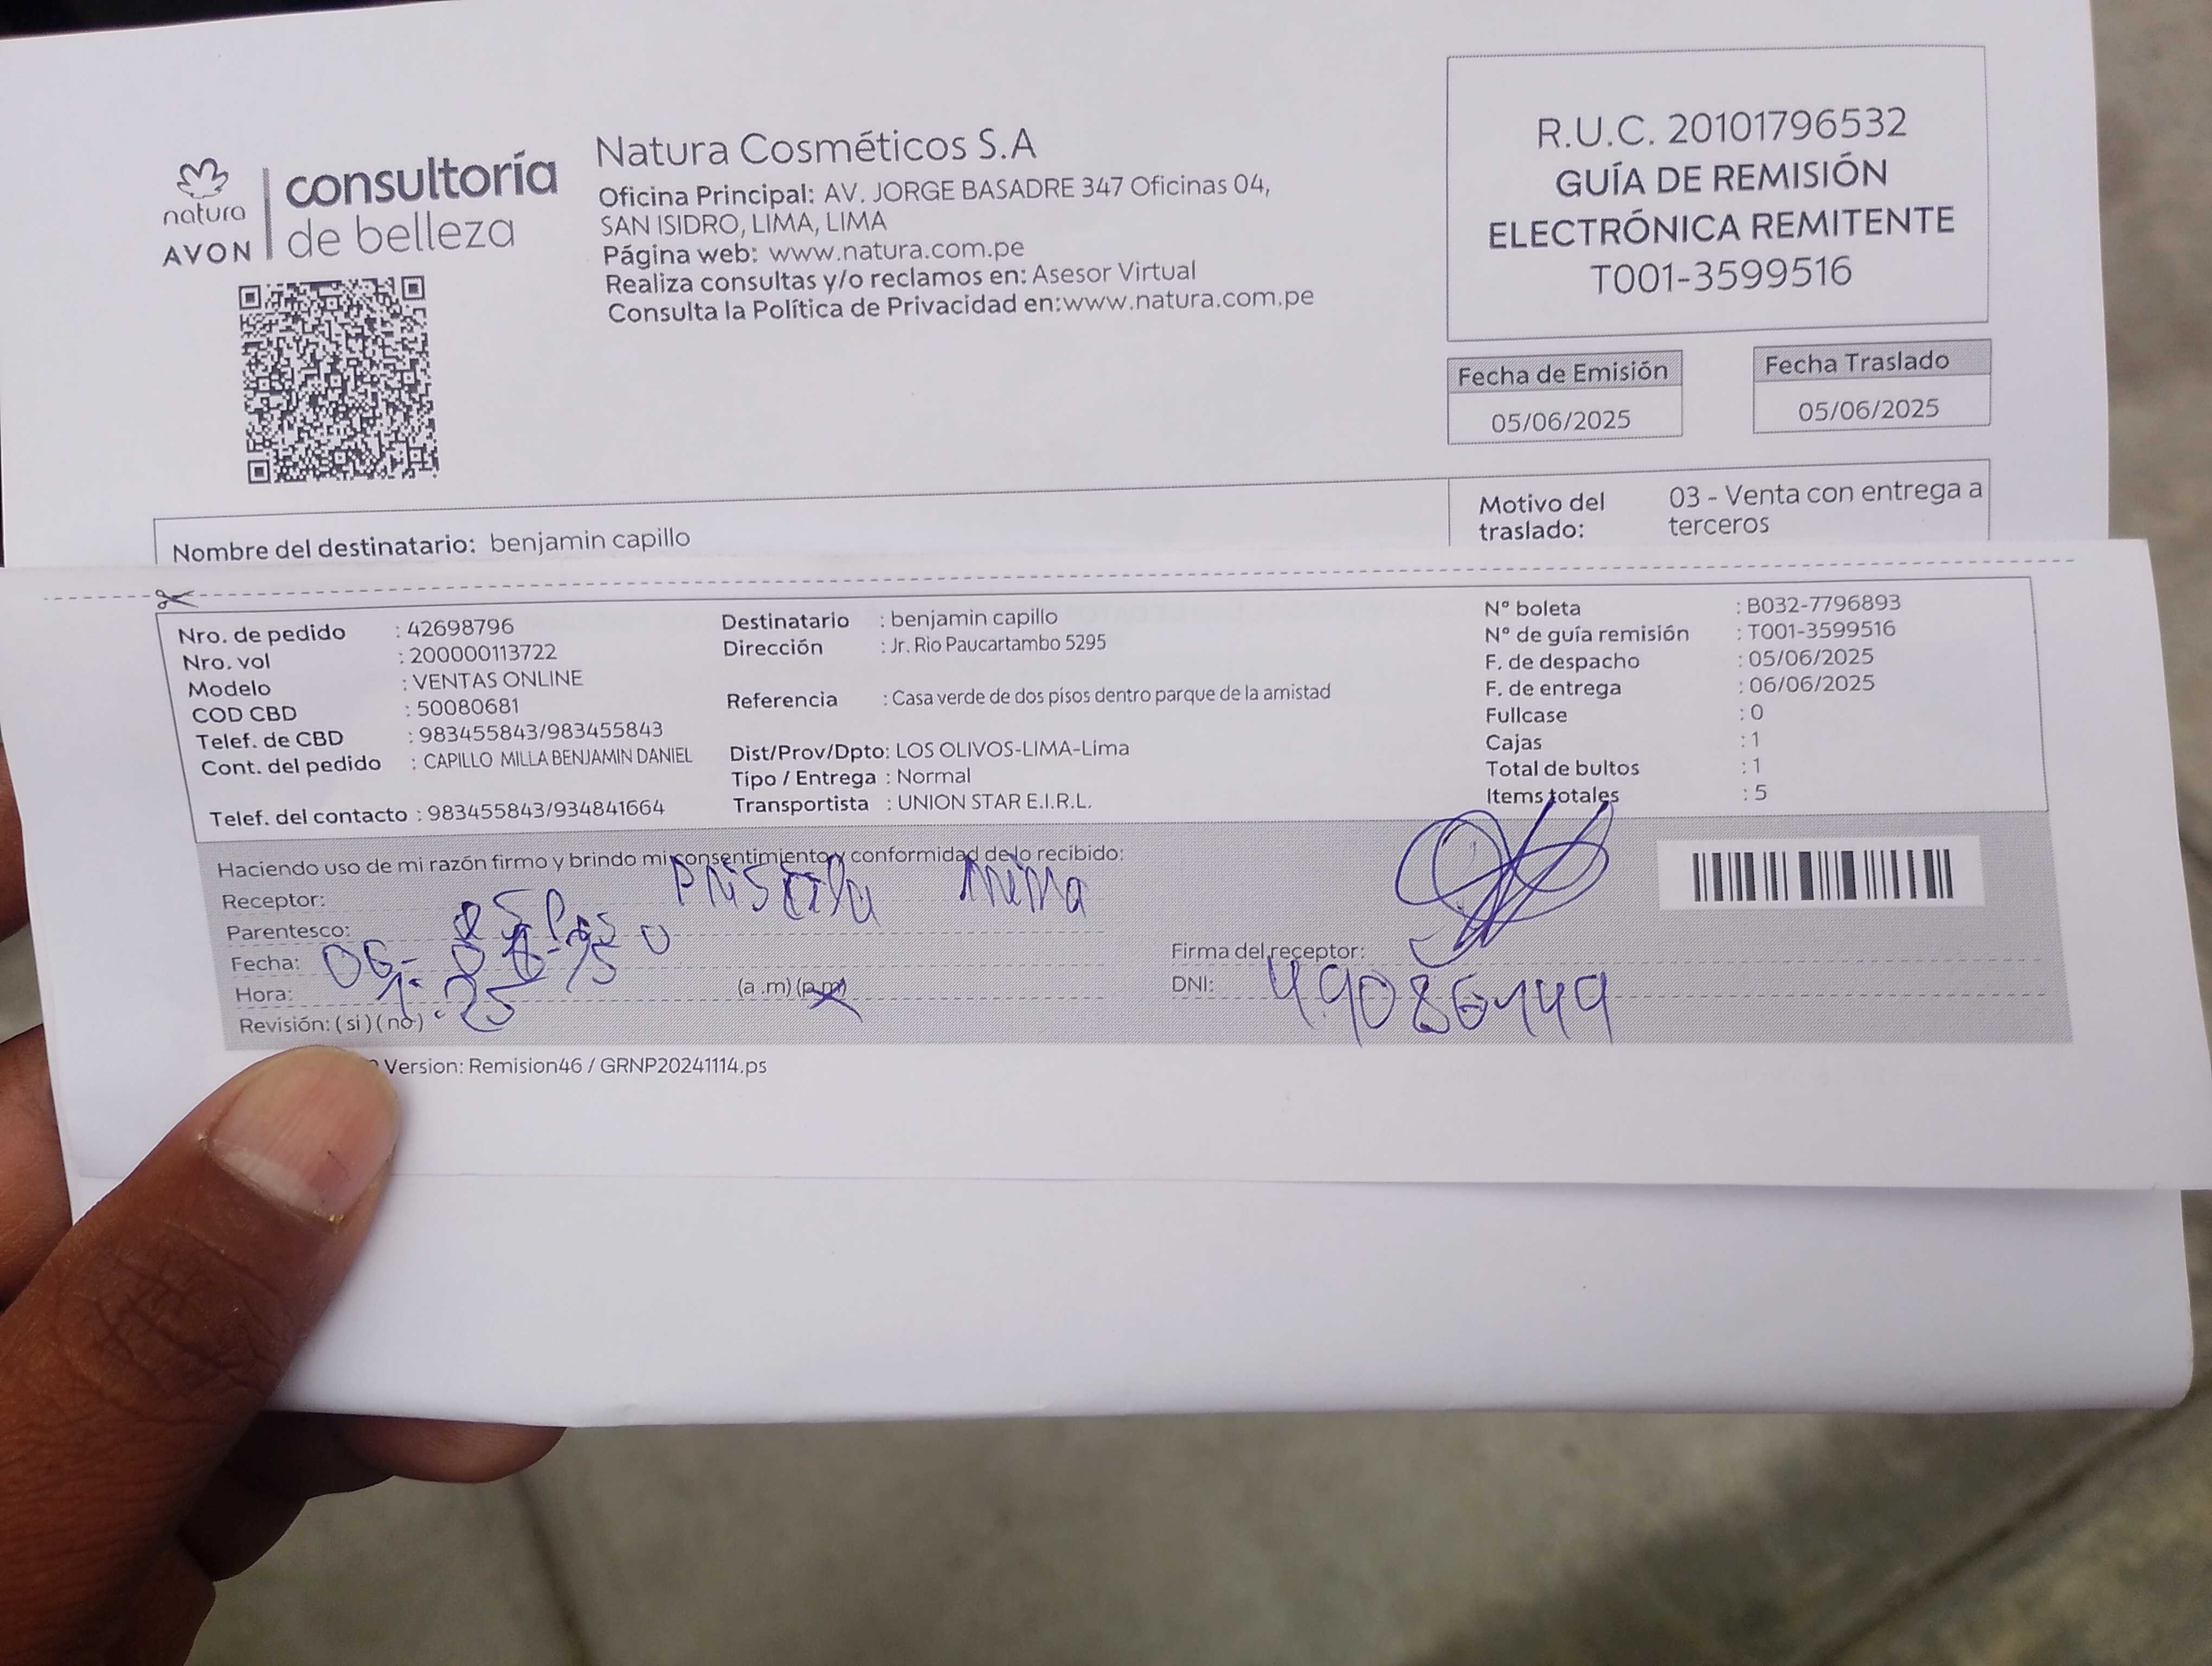 natura
AVON
consultoría
de belleza
Natura Cosméticos S.A
Oficina Principal: AV. JORGE BASADRE 347 Oficinas 04,
SAN ISIDRO, LIMA, LIMA
Página web: www.natura.com.pe
Realiza consultas y/o reclamos en: Asesor Virtual
Consulta la Política de Privacidad en:www.natura.com.pe
R.U.C. 20101796532
GUÍA DE REMISIÓN
ELECTRÓNICA REMITENTE
T001-3599516
Fecha de Emisión
05/06/2025
Fecha Traslado
05/06/2025
Nombre del destinatario: benjamin capillo
Motivo del traslado: 03 - Venta con entrega a
terceros
Nro. de pedido : 42698796
Nro. vol : 200000113722
Modelo : VENTAS ONLINE
COD CBD : 50080681
Telef. de CBD : 983455843/983455843
Cont. del pedido : CAPILLO MILLA BENJAMIN DANIEL
Telef. del contacto : 983455843/934841664
Destinatario : benjamin capillo
Dirección : Jr. Rio Paucartambo 5295
Referencia : Casa verde de dos pisos dentro parque de la amistad
Dist/Prov/Dpto: LOS OLIVOS-LIMA-Lima
Tipo / Entrega : Normal
Transportista : UNION STAR E.I.R.L.
N° boleta : B032-7796893
N° de guía remisión : T001-3599516
F. de despacho : 05/06/2025
F. de entrega : 06/06/2025
Fullcase : 0
Cajas : 1
Total de bultos : 1
Items totales : 5
Haciendo uso de mi razón firmo y brindo mi consentimiento y conformidad de lo recibido:
Receptor:
Parentesco:
Fecha: 06-
Hora: 1:25 (a .m) (p.m)
Revisión: ( si ) ( no )
Firma del receptor:
DNI:
Version: Remision46 / GRNP20241114.ps